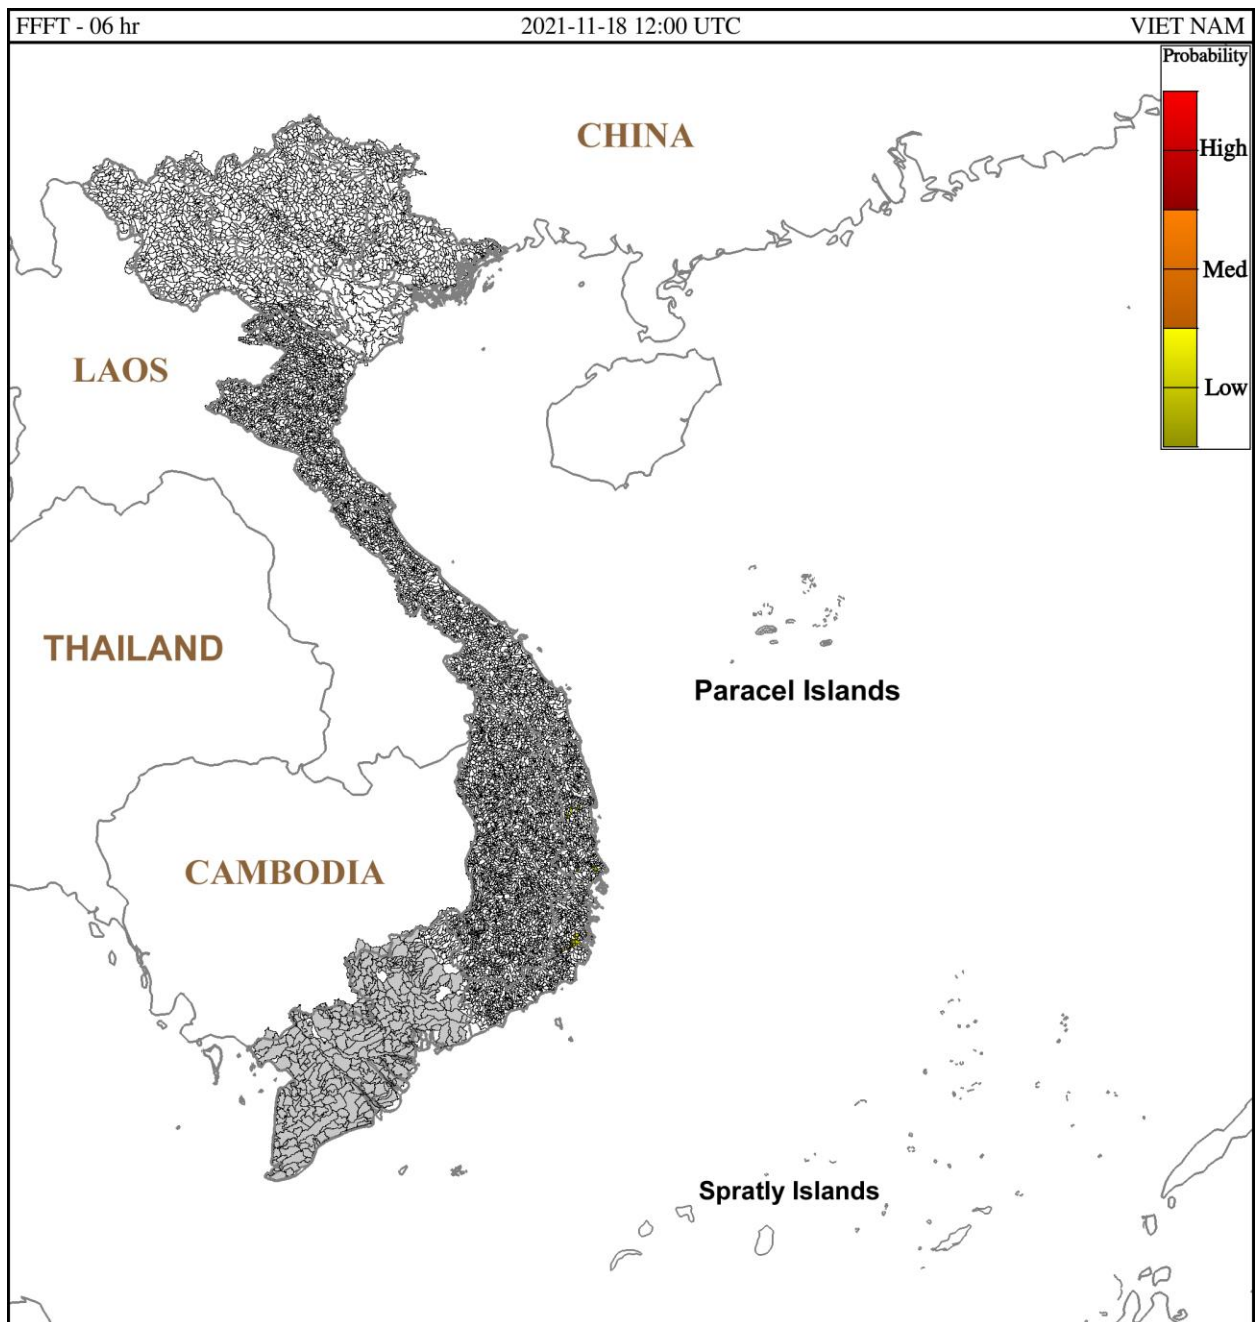 FFFT - 06 hr 2021-11-18 12:00 UTC VIET NAM
Probability
CHINA
High
Med
LAOS
Low
THAILAND
Paracel Islands
CAMBODIA
Spratly Islands